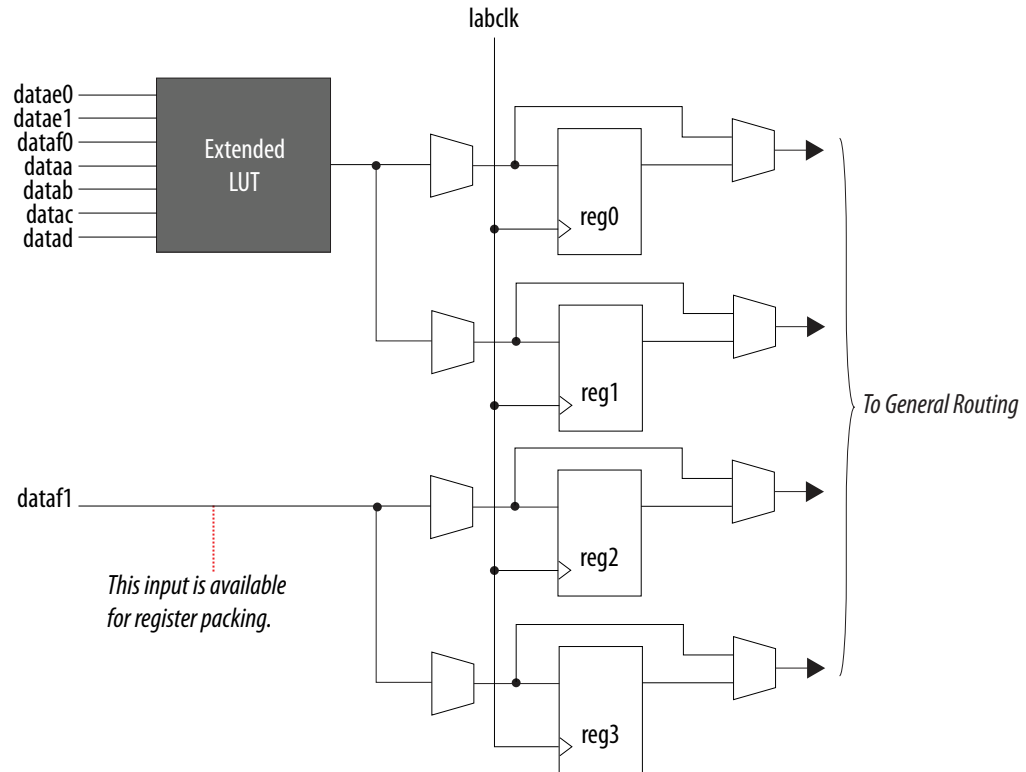 labclk
datae0
datae1
dataf0
dataa
datab
datac
datad
Extended
LUT
reg0
reg1
To General Routing
dataf1
This input is available
for register packing.
reg2
reg3